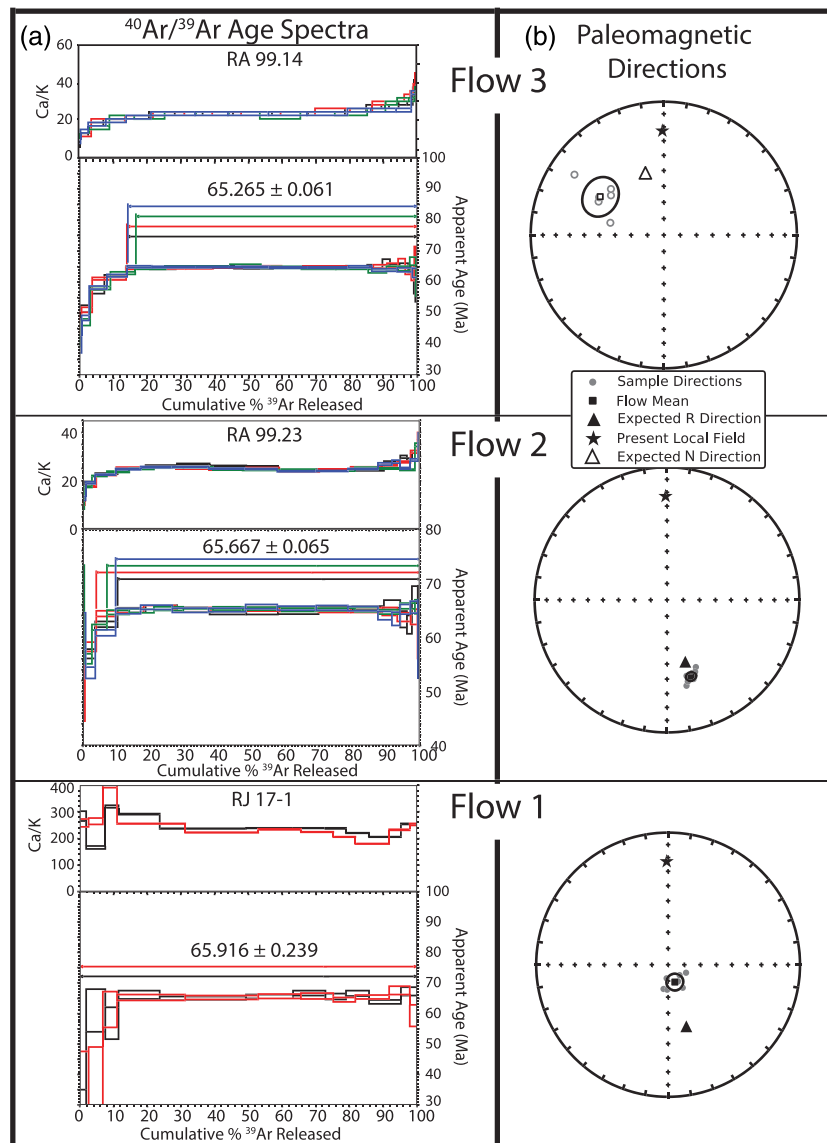 (a) ⁴⁰Ar/³⁹Ar Age Spectra
(b) Paleomagnetic
Directions
Flow 3
RA 99.14
Ca/K
60
40
20
0
65.265 ± 0.061
100
90
80
70
60
50
40
30
Apparent Age (Ma)
0 10 20 30 40 50 60 70 80 90 100
Cumulative % ³⁹Ar Released
Sample Directions
Flow Mean
Expected R Direction
Present Local Field
Expected N Direction
Flow 2
RA 99.23
Ca/K
40
20
0
65.667 ± 0.065
80
70
60
50
40
Apparent Age (Ma)
0 10 20 30 40 50 60 70 80 90 100
Cumulative % ³⁹Ar Released
Flow 1
RJ 17-1
Ca/K
400
300
200
100
0
65.916 ± 0.239
100
90
80
70
60
50
40
30
Apparent Age (Ma)
0 10 20 30 40 50 60 70 80 90 100
Cumulative % ³⁹Ar Released